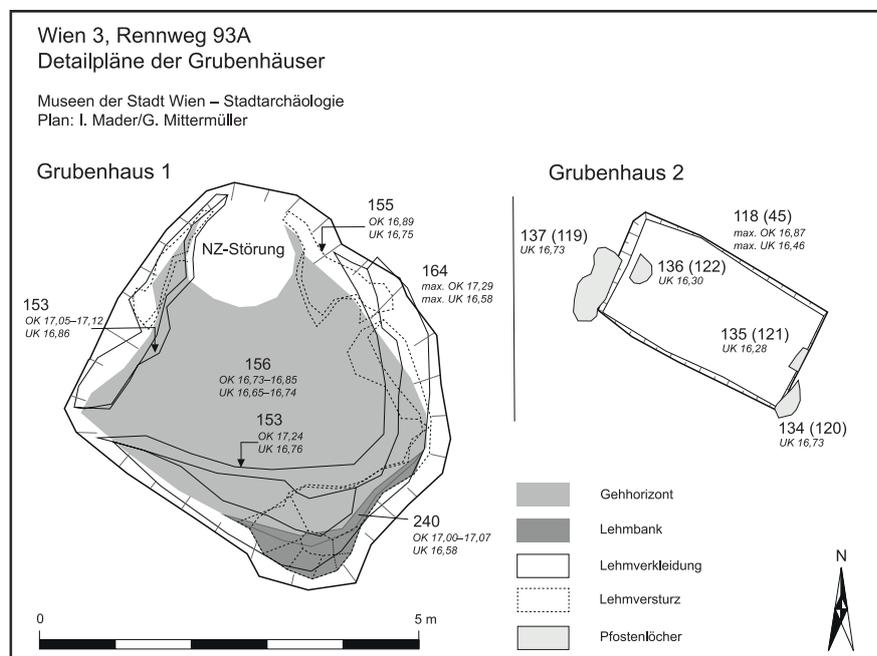 Wien 3, Rennweg 93A
Detailpläne der Grubenhäuser
Museen der Stadt Wien – Stadtarchäologie
Plan: I. Mader/G. Mittermüller
Grubenhaus 1
155
OK 16,89
UK 16,75
NZ-Störung
164
max. OK 17,29
max. UK 16,58
153
OK 17,05–17,12
UK 16,86
156
OK 16,73–16,85
UK 16,65–16,74
153
OK 17,24
UK 16,76
240
OK 17,00–17,07
UK 16,58
0
5 m
Grubenhaus 2
118 (45)
max. OK 16,87
max. UK 16,46
137 (119)
UK 16,73
136 (122)
UK 16,30
135 (121)
UK 16,28
134 (120)
UK 16,73
Gehhorizont
Lehmbank
Lehmverkleidung
Lehmversturz
Pfostenlöcher
N